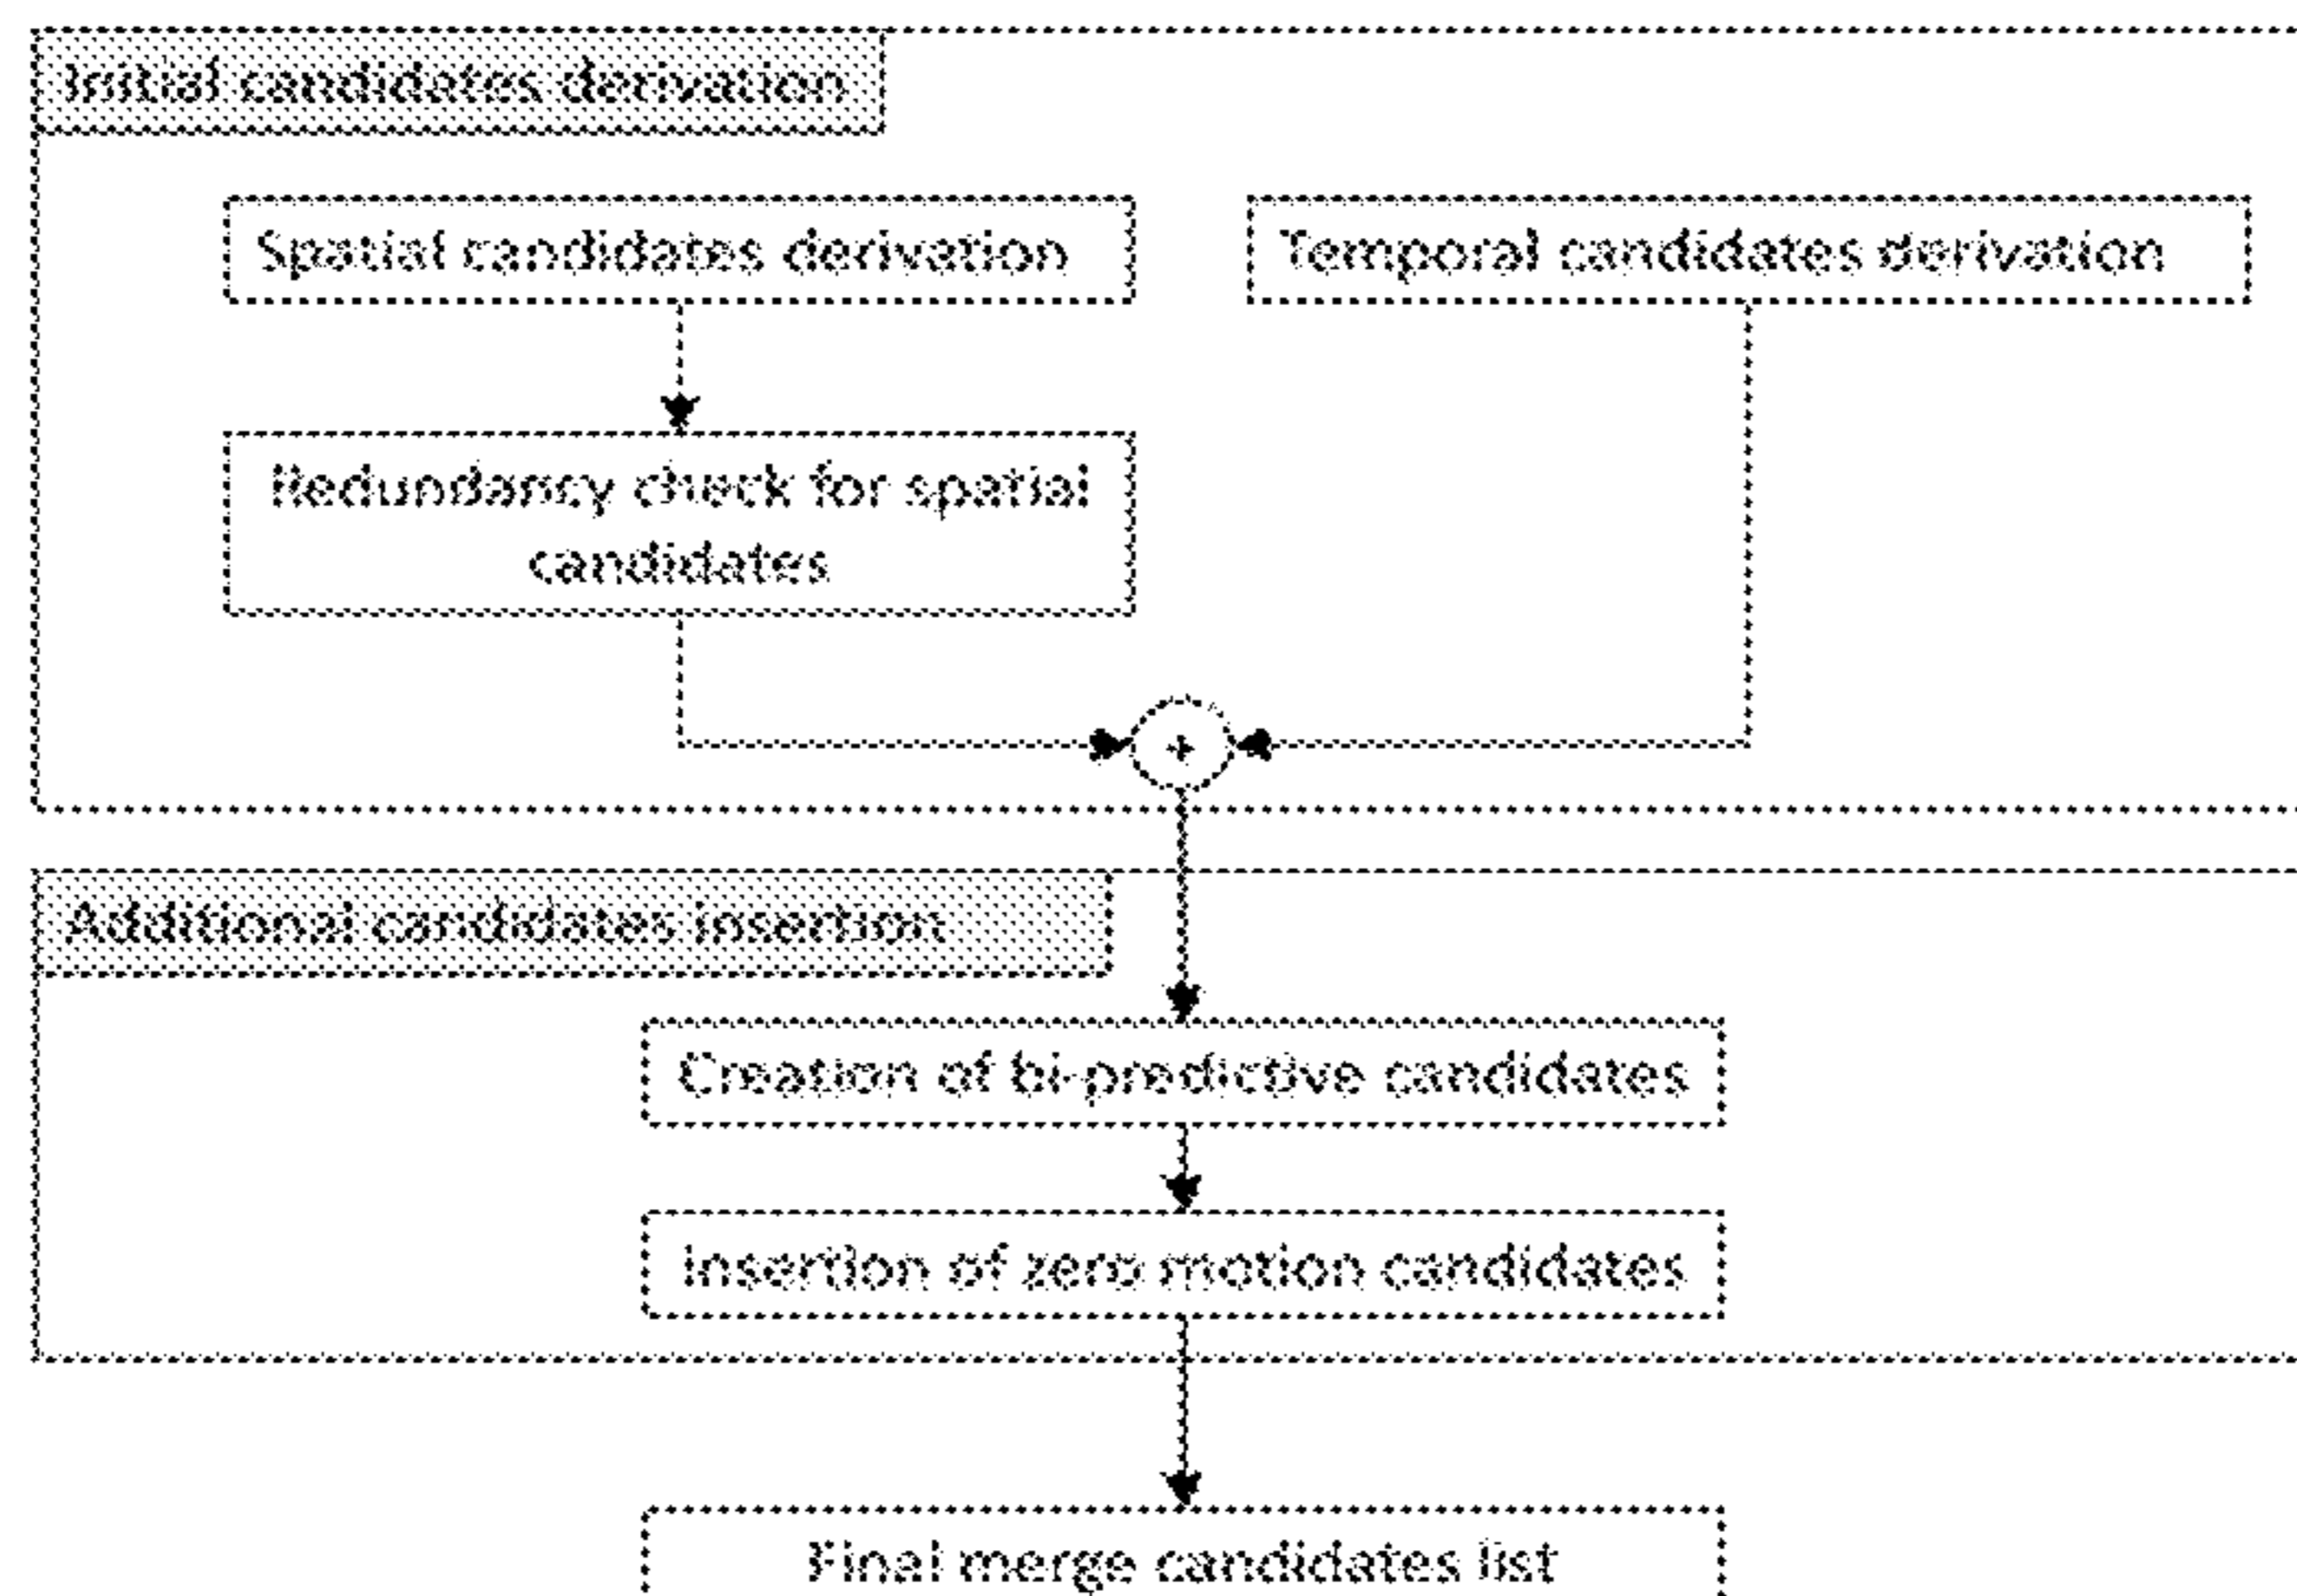 Initial candidates derivation
Spatial candidates derivation
Temporal candidates derivation
Redundancy check for spatial
candidates
+
Additional candidates insertion
Creation of bi-predictive candidates
Insertion of zero motion candidates
Final merge candidates list